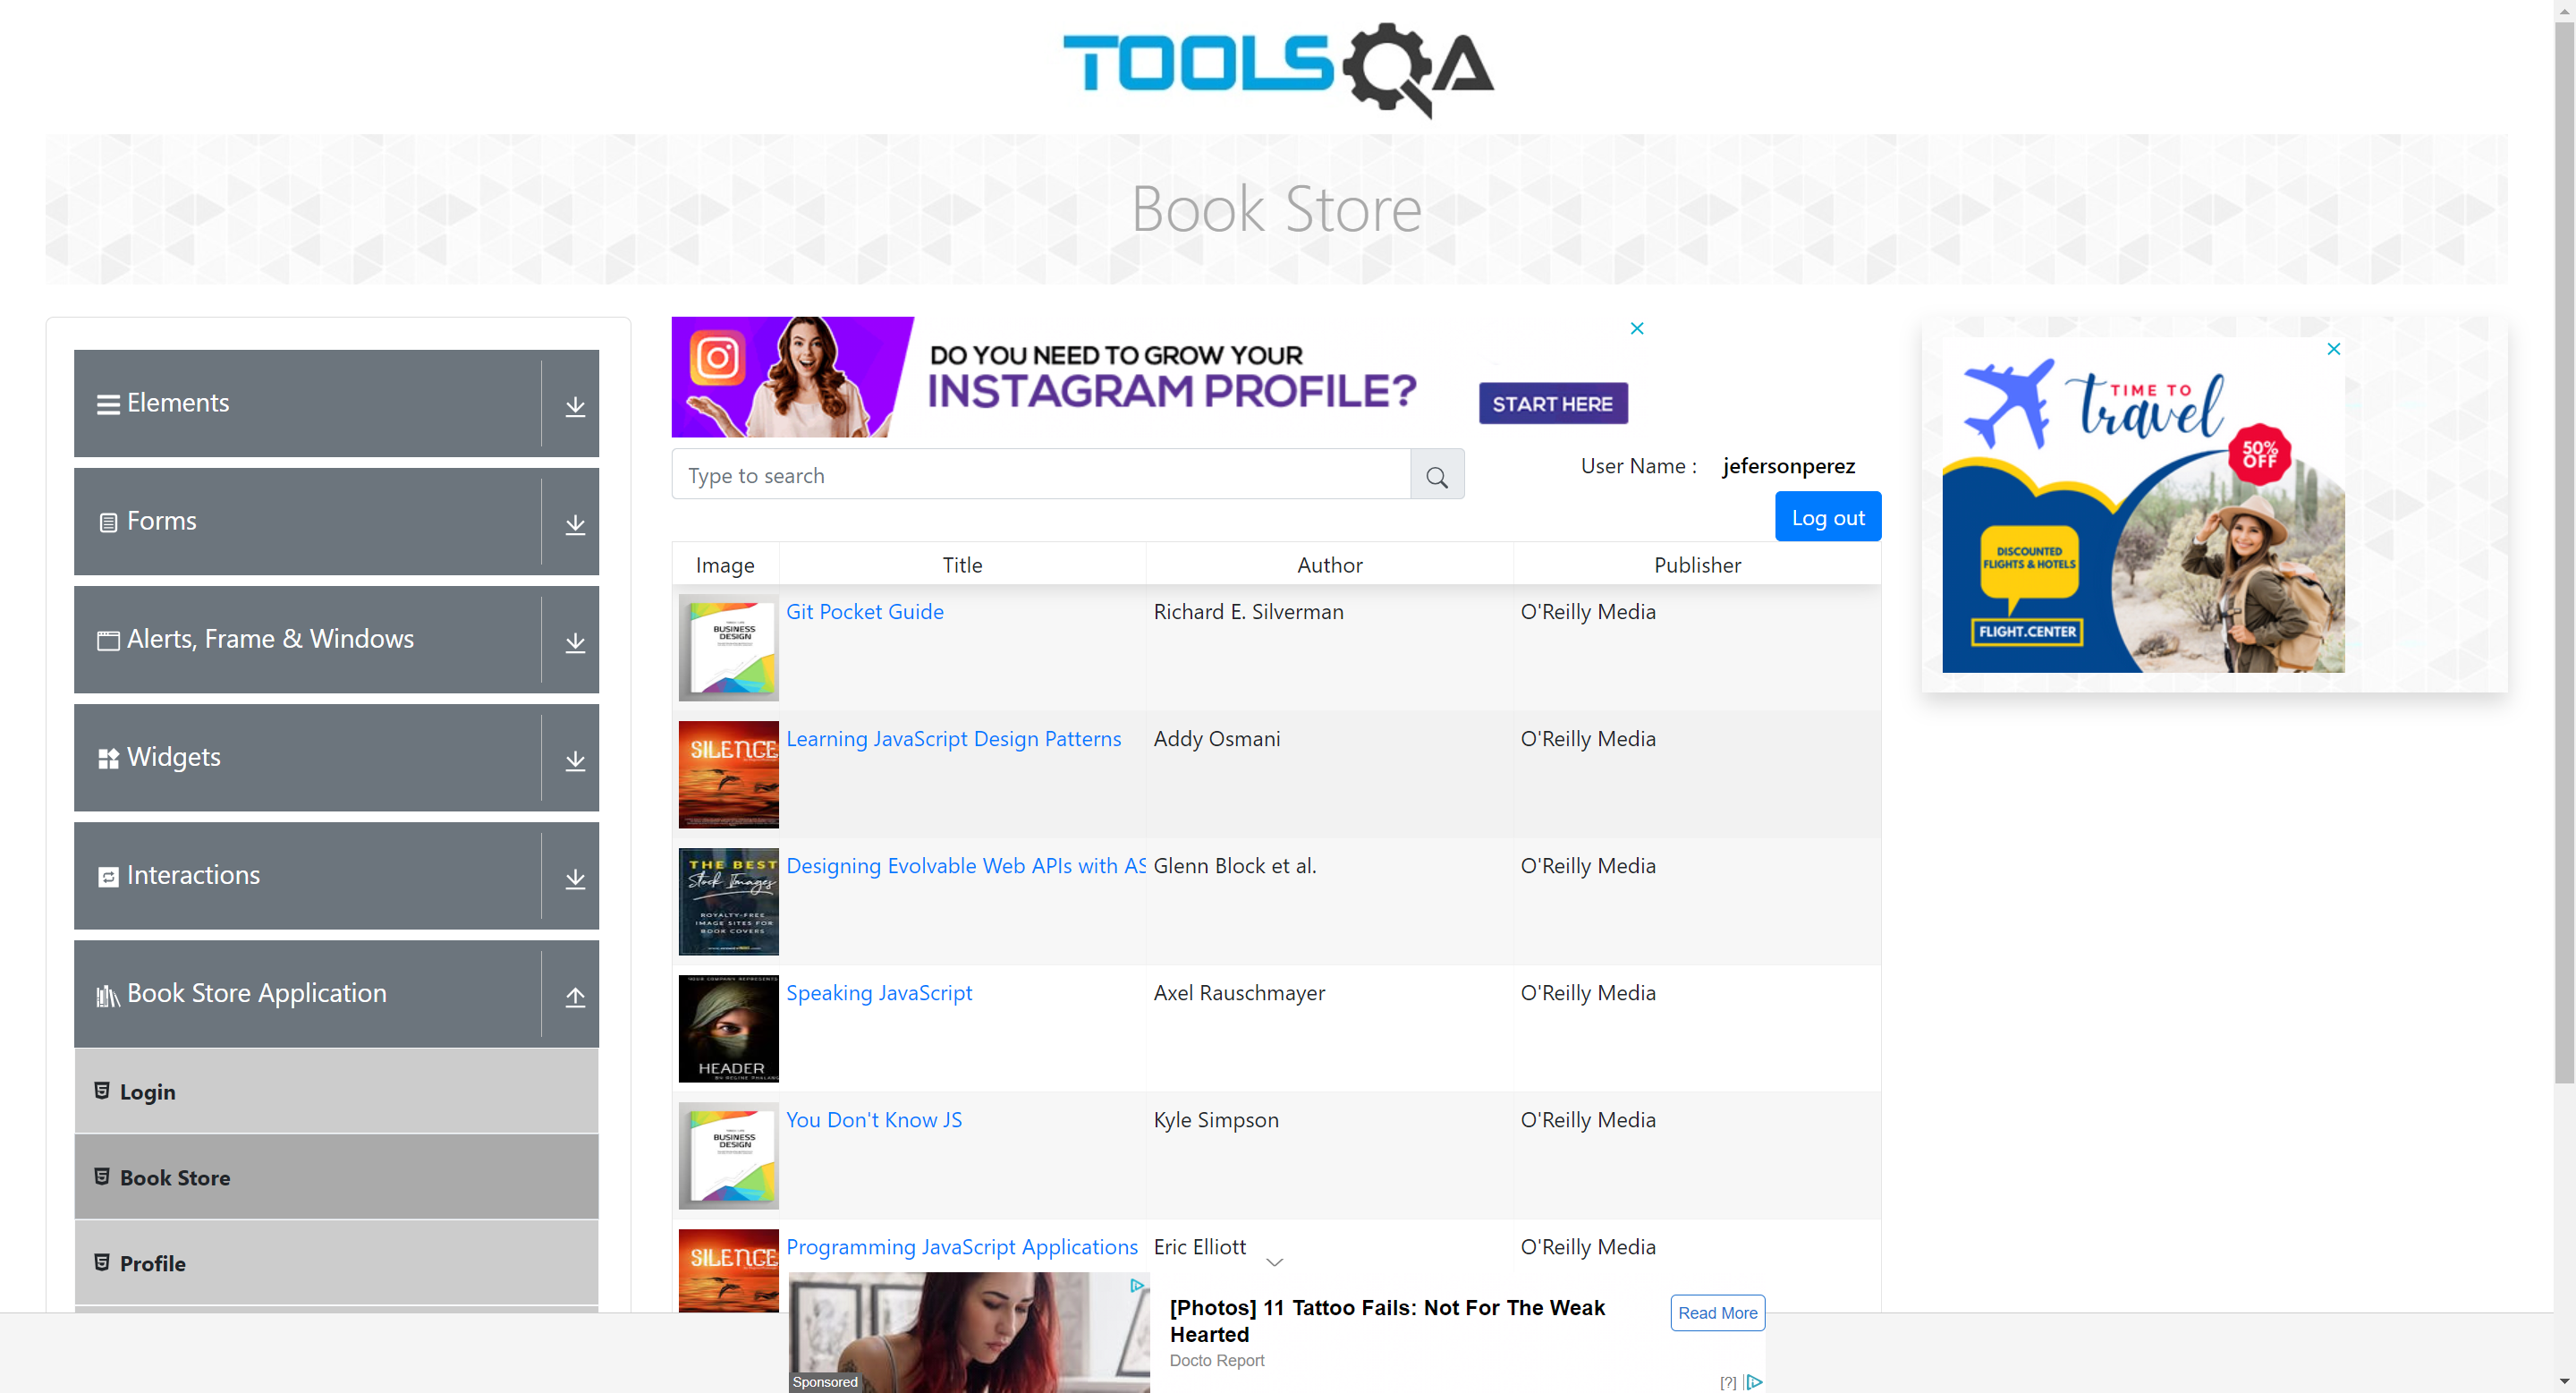 TOOLSQA
Book Store
Elements
Forms
Alerts, Frame & Windows
Widgets
Interactions
Book Store Application
Login
Book Store
Profile
DO YOU NEED TO GROW YOUR
INSTAGRAM PROFILE?
START HERE
Type to search
User Name : jefersonperez
Log out
Image Title Author Publisher
BUSINESS
DESIGN
Git Pocket Guide Richard E. Silverman O'Reilly Media
SILENCE
Learning JavaScript Design Patterns Addy Osmani O'Reilly Media
THE BEST
Stock Images
ROYALTY-FREE
IMAGE SITES FOR
BOOK COVERS
Designing Evolvable Web APIs with AS Glenn Block et al. O'Reilly Media
YOUR COMPANY REPRESENTS
HEADER
Speaking JavaScript Axel Rauschmayer O'Reilly Media
BUSINESS
DESIGN
You Don't Know JS Kyle Simpson O'Reilly Media
SILENCE
Programming JavaScript Applications Eric Elliott O'Reilly Media
TIME TO
travel
50%
OFF
DISCOUNTED
FLIGHTS & HOTELS
FLIGHT.CENTER
[Photos] 11 Tattoo Fails: Not For The Weak
Hearted
Docto Report
Read More
Sponsored
[?]